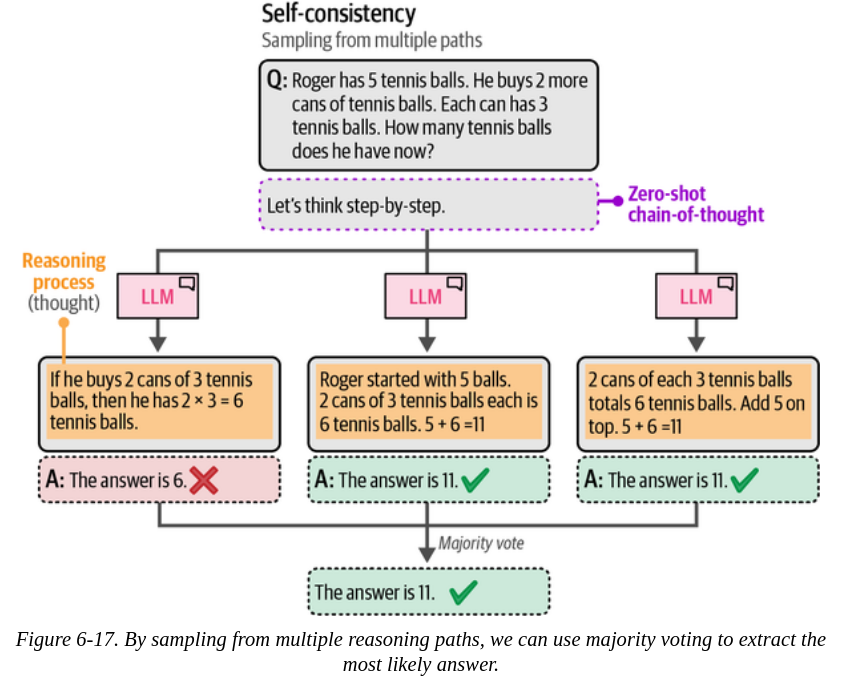 Self-consistency
Sampling from multiple paths
Q: Roger has 5 tennis balls. He buys 2 more
cans of tennis balls. Each can has 3
tennis balls. How many tennis balls
does he have now?
Let's think step-by-step.
Zero-shot
chain-of-thought
Reasoning
process
(thought)
LLM
LLM
LLM
If he buys 2 cans of 3 tennis
balls, then he has 2 × 3 = 6
tennis balls.
Roger started with 5 balls.
2 cans of 3 tennis balls each is
6 tennis balls. 5 + 6 =11
2 cans of each 3 tennis balls
totals 6 tennis balls. Add 5 on
top. 5 + 6 =11
A: The answer is 6.
A: The answer is 11.
A: The answer is 11.
Majority vote
The answer is 11.
Figure 6-17. By sampling from multiple reasoning paths, we can use majority voting to extract the
most likely answer.